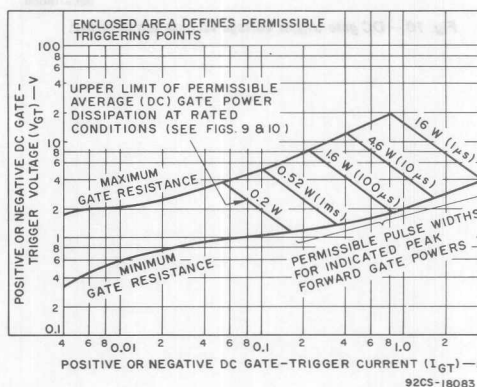 ENCLOSED AREA DEFINES PERMISSIBLE
TRIGGERING POINTS
UPPER LIMIT OF PERMISSIBLE
AVERAGE (DC) GATE POWER
DISSIPATION AT RATED
CONDITIONS (SEE FIGS. 9 & 10)
MAXIMUM
GATE RESISTANCE
16 W (1μs)
4.6 W (10μs)
1.6 W (100μs)
0.52 W (1ms)
0.2 W
MINIMUM
GATE RESISTANCE
PERMISSIBLE PULSE WIDTHS
FOR INDICATED PEAK
FORWARD GATE POWERS
POSITIVE OR NEGATIVE DC GATE-
TRIGGER VOLTAGE (VGT)—V
100
8
6
4
2
10
8
6
4
2
1
8
6
4
2
0.1
4 6 8 0.01 2 4 6 8 0.1 2 4 6 8 1.0 2
POSITIVE OR NEGATIVE DC GATE-TRIGGER CURRENT (IGT)—
92CS-18083